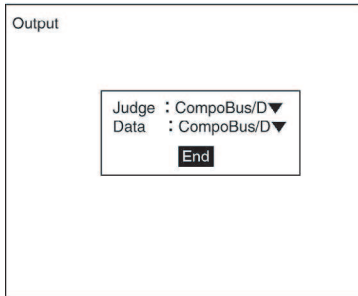 Output
Judge : CompoBus/D▼
Data : CompoBus/D▼
End